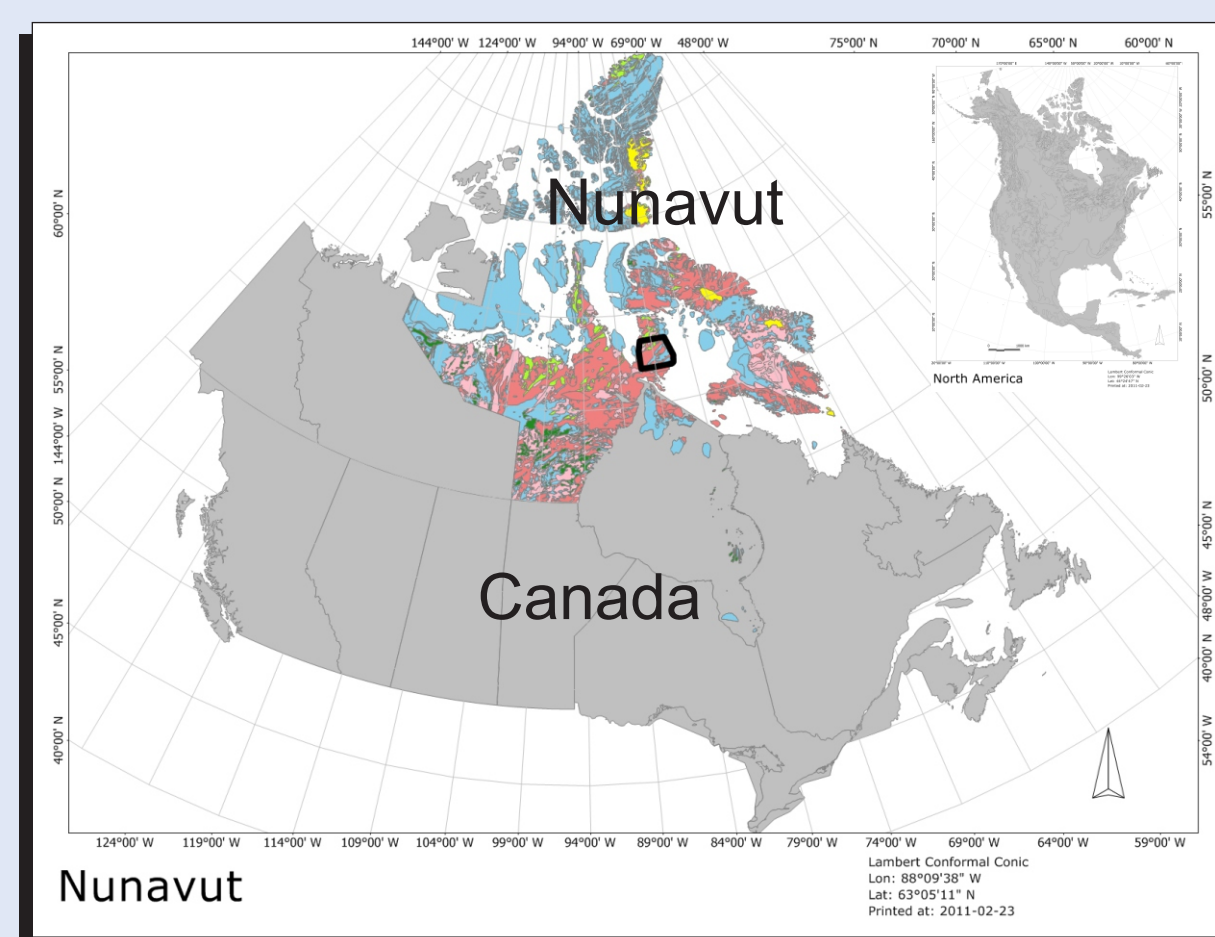 144°00' W 124°00' W 94°00' W 69°00' W 48°00' W 75°00' N 70°00' N 65°00' N 60°00' N
60°00' N
55°00' N
144°00' W
50°00' N
45°00' N
40°00' N
Nunavut
Canada
North America
55°00' N
50°00' N
45°00' N
48°00' W
40°00' N
54°00' W
124°00' W 119°00' W 114°00' W 109°00' W 104°00' W 99°00' W 94°00' W 89°00' W 84°00' W 79°00' W 74°00' W 69°00' W 64°00' W 59°00' W
Nunavut
Lambert Conformal Conic
Lon: 88°09'38" W
Lat: 63°05'11" N
Printed at: 2011-02-23